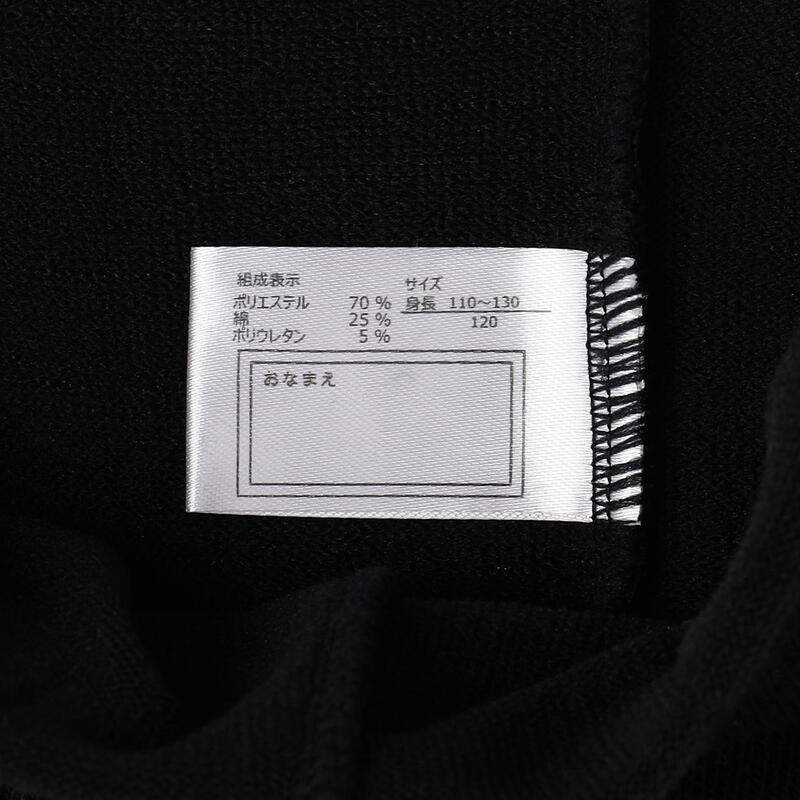 組成表示
ポリエステル 70 %
綿 25 %
ポリウレタン 5 %
サイズ
身長 110～130
120
おなまえ